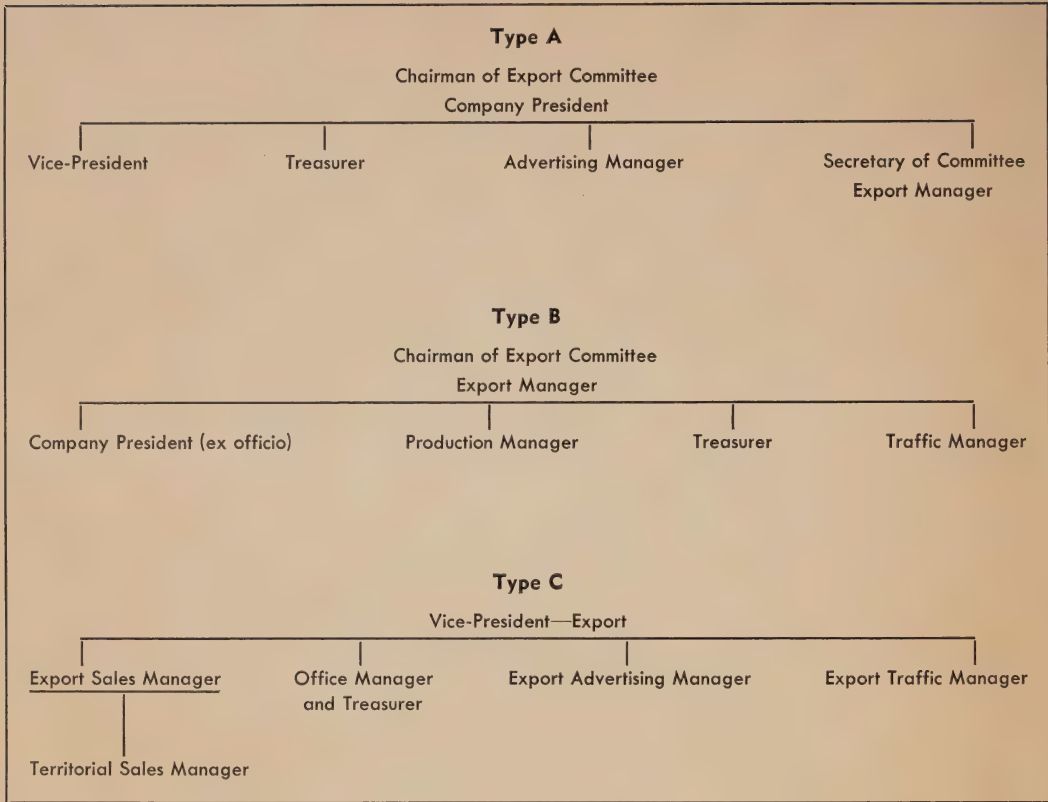 Type A
Chairman of Export Committee
Company President
Vice-President
Treasurer
Advertising Manager
Secretary of Committee
Export Manager
Type B
Chairman of Export Committee
Export Manager
Company President (ex officio)
Production Manager
Treasurer
Traffic Manager
Type C
Vice-President—Export
Export Sales Manager
Office Manager
and Treasurer
Export Advertising Manager
Export Traffic Manager
Territorial Sales Manager